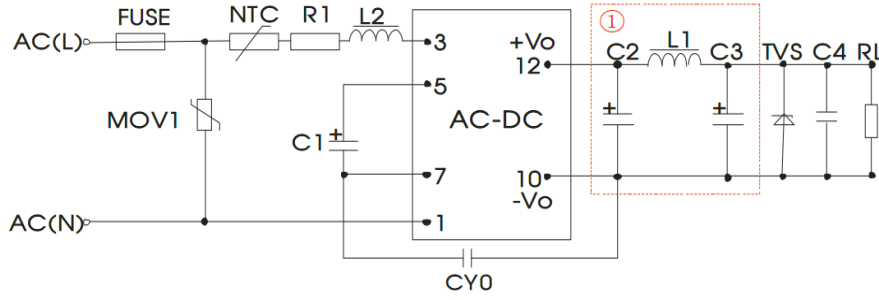 FUSE
NTC
R1
L2
AC(L)
3
+Vo
12
①
C2
L1
C3
TVS
C4
RL
5
MOV1
C1
+
AC-DC
+
+
7
10
-Vo
AC(N)
1
CY0